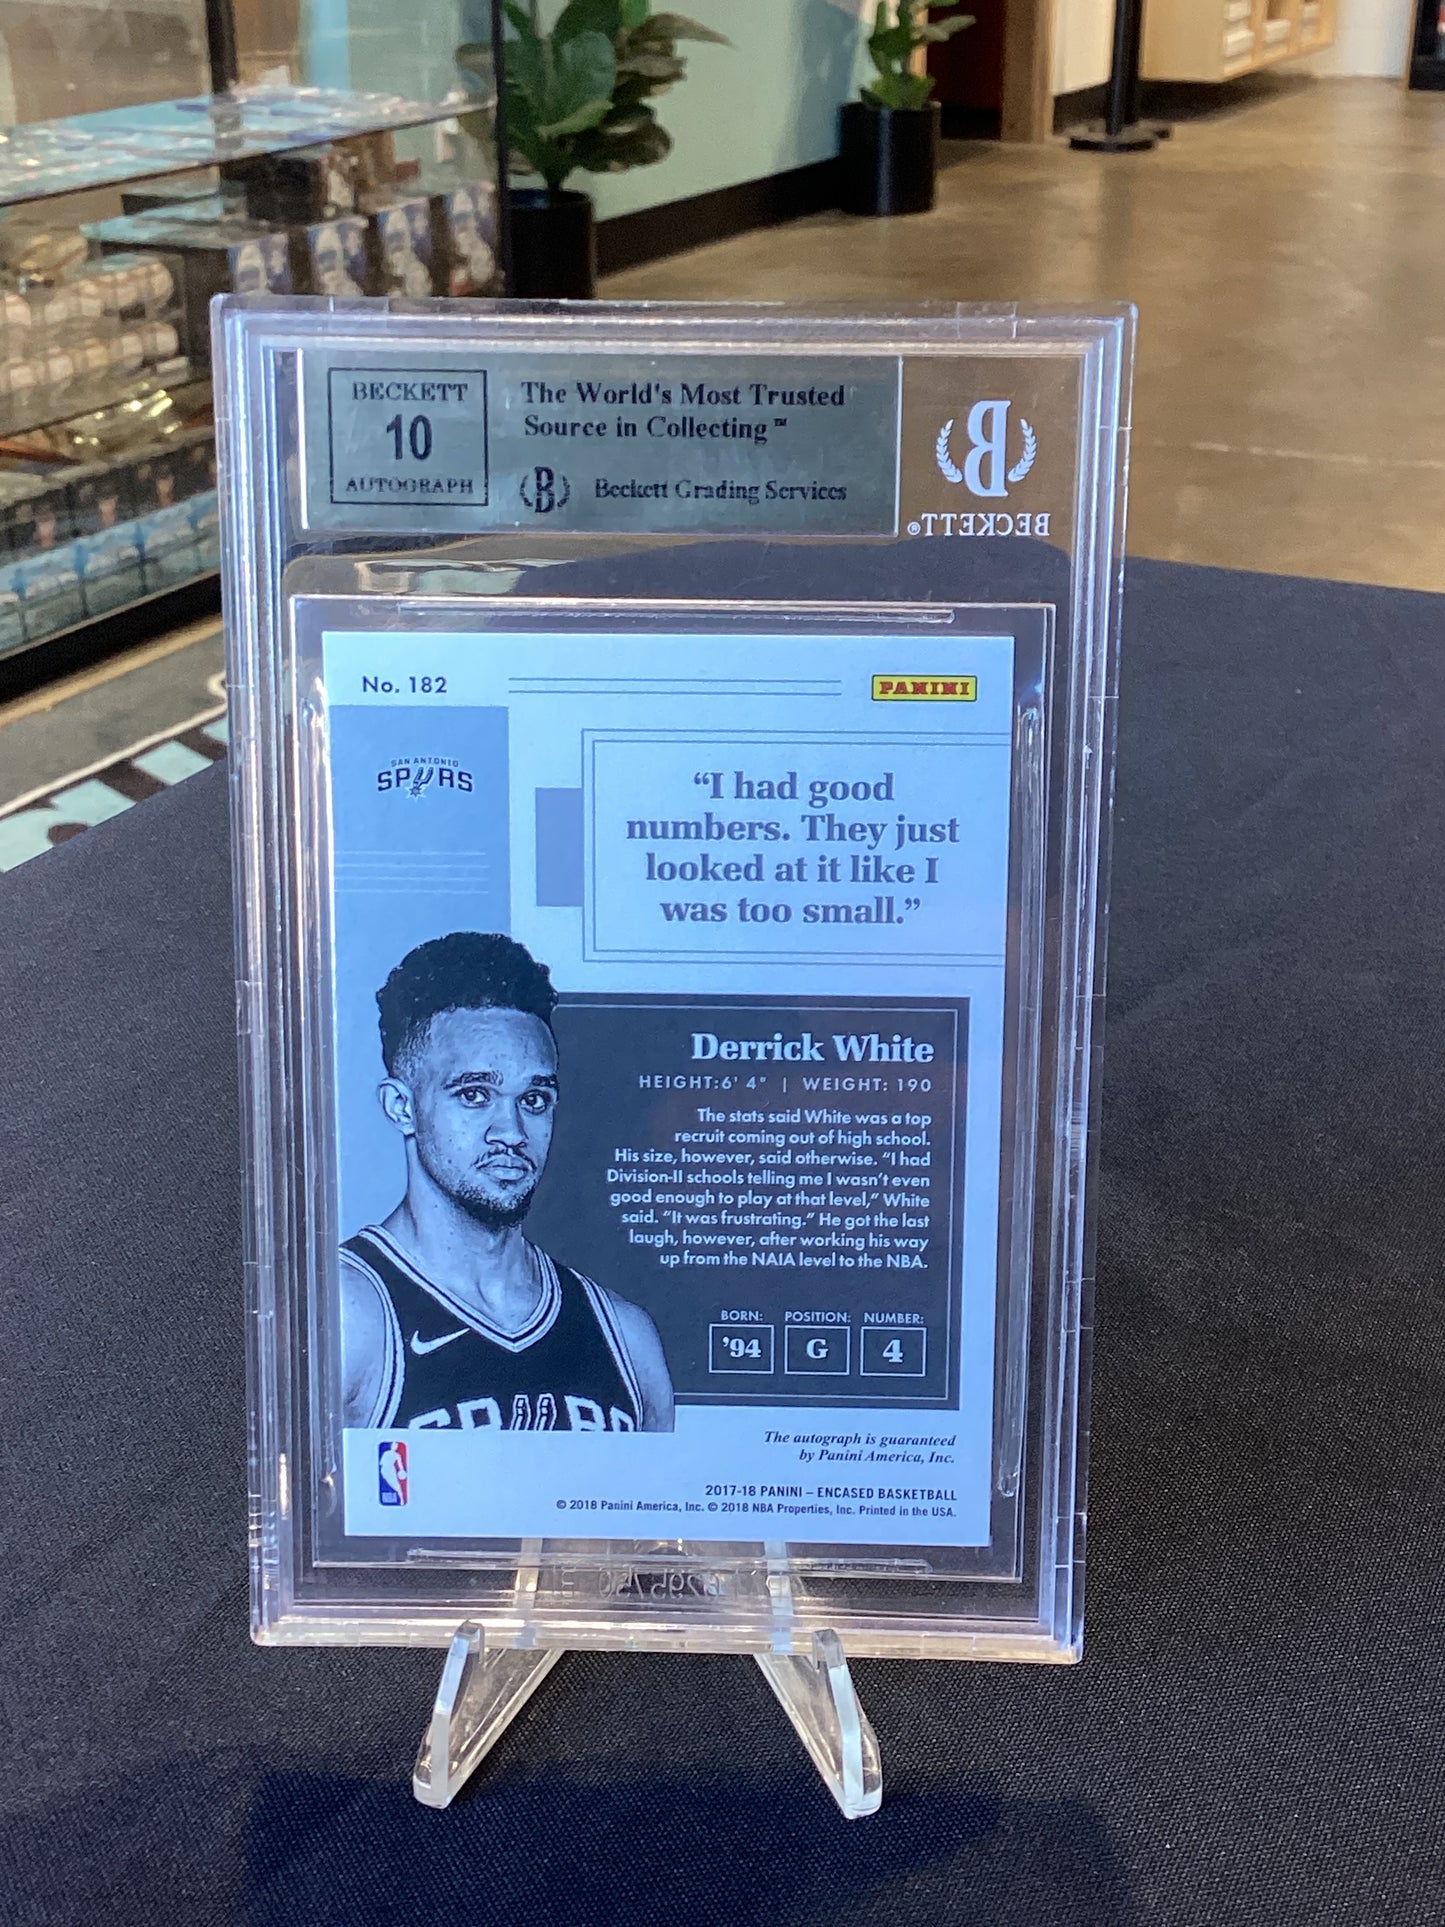 BECKETT
10
AUTOGRAPH
The World's Most Trusted
Source in Collecting™
B
Beckett Grading Services
B
BECKETT®
No. 182
PANINI
SAN ANTONIO
SPURS
“I had good
numbers. They just
looked at it like I
was too small.”
Derrick White
HEIGHT:6' 4" | WEIGHT: 190
The stats said White was a top
recruit coming out of high school.
His size, however, said otherwise. “I had
Division-II schools telling me I wasn’t even
good enough to play at that level,” White
said. “It was frustrating.” He got the last
laugh, however, after working his way
up from the NAIA level to the NBA.
BORN: POSITION: NUMBER:
’94 G 4
SPURS
NBA
The autograph is guaranteed
by Panini America, Inc.
2017-18 PANINI – ENCASED BASKETBALL
© 2018 Panini America, Inc. © 2018 NBA Properties, Inc. Printed in the USA.